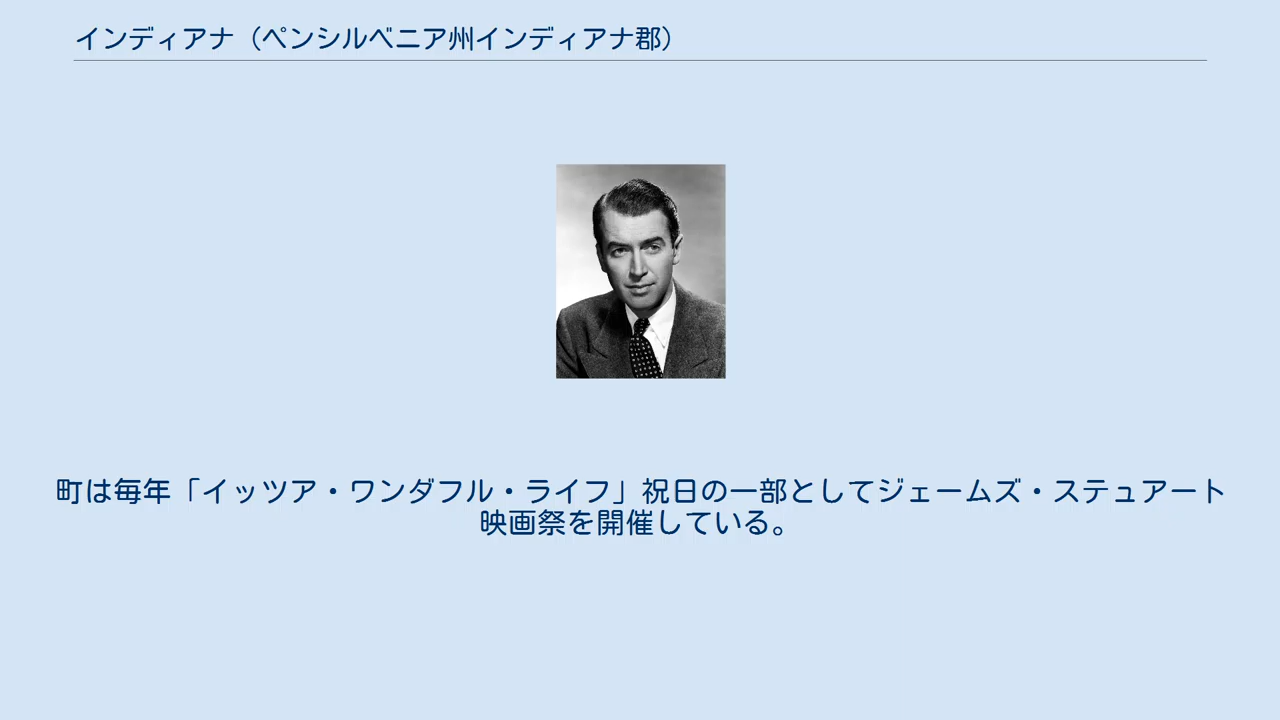 インディアナ（ペンシルベニア州インディアナ郡）
町は毎年「イッツア・ワンダフル・ライフ」祝日の一部としてジェームズ・ステュアート
映画祭を開催している。